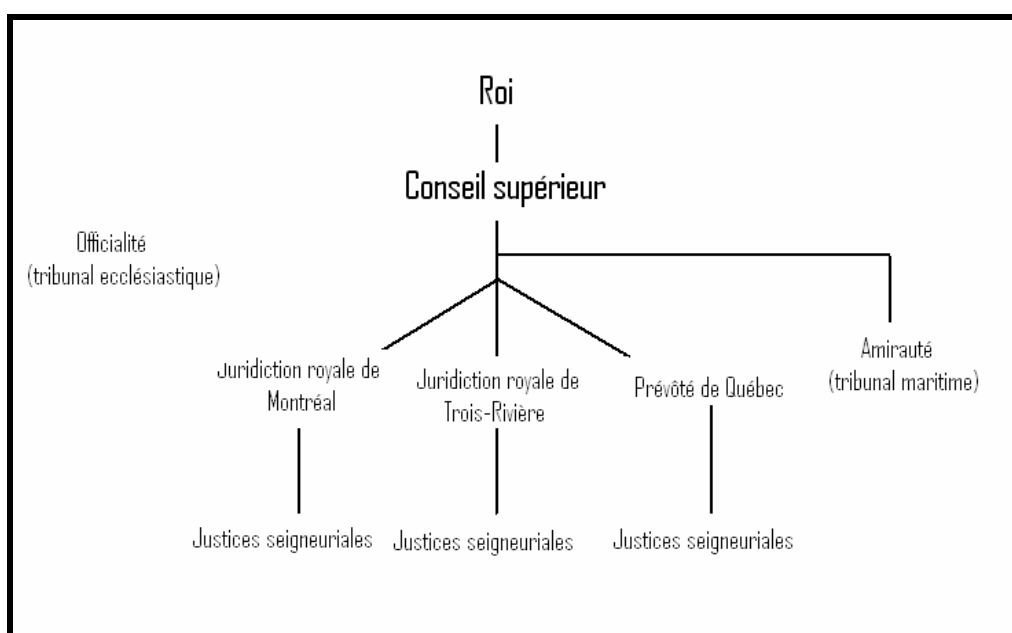 Roi
Conseil supérieur
Officialité
(tribunal ecclésiastique)
Juridiction royale de
Montréal
Juridiction royale de
Trois-Rivière
Prévôté de Québec
Amirauté
(tribunal maritime)
Justices seigneuriales
Justices seigneuriales
Justices seigneuriales